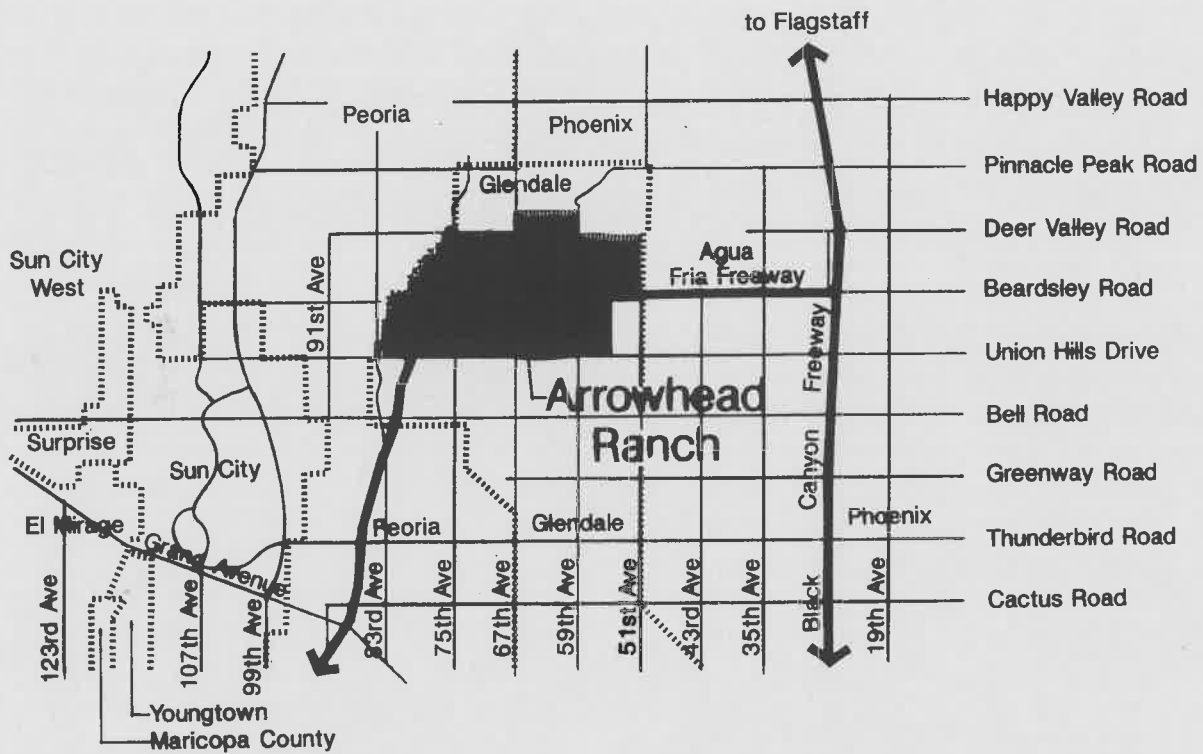 to Flagstaff
Happy Valley Road
Peoria
Phoenix
Pinnacle Peak Road
Glendale
Deer Valley Road
Sun City
West
91st Ave
Agua
Fria Freeway
Beardsley Road
Union Hills Drive
Freeway
Arrowhead
Ranch
Bell Road
Surprise
Sun City
Canyon
Greenway Road
El Mirage
Grand Avenue
Peoria
Glendale
Phoenix
Thunderbird Road
Black
Cactus Road
123rd Ave
107th Ave
99th Ave
83rd Ave
75th Ave
67th Ave
59th Ave
51st Ave
43rd Ave
35th Ave
19th Ave
Youngtown
Maricopa County